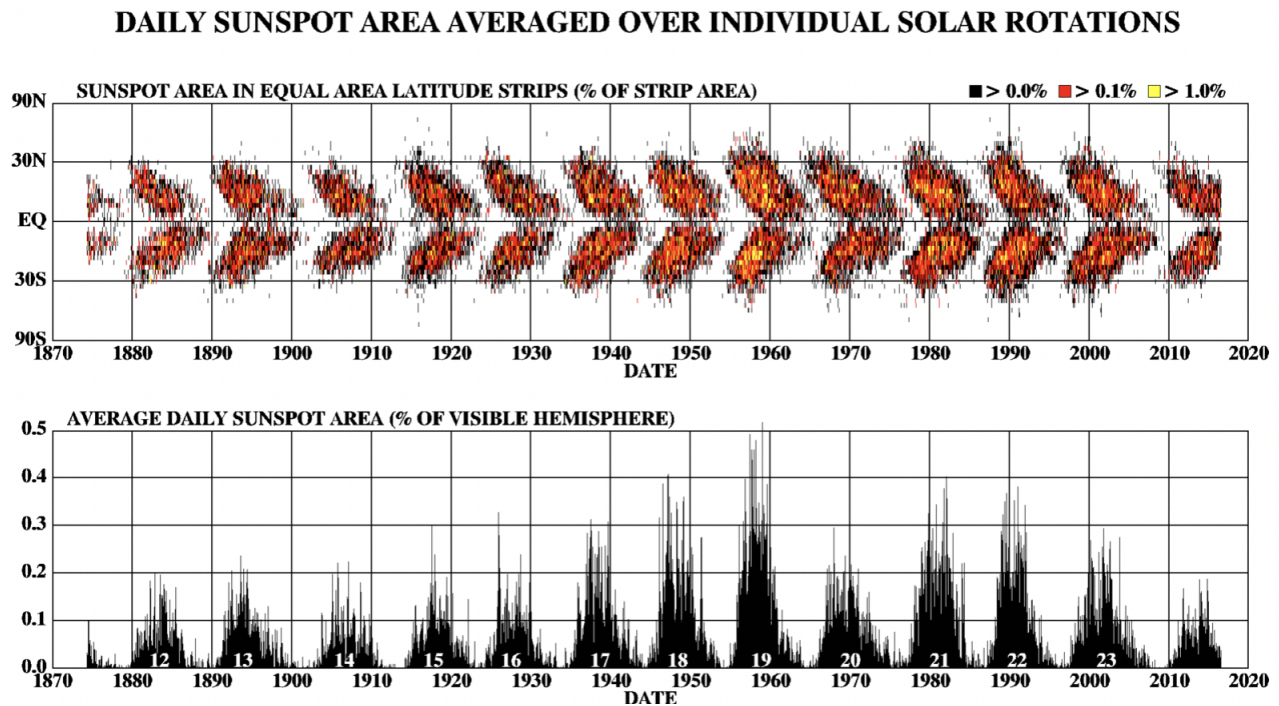 DAILY SUNSPOT AREA AVERAGED OVER INDIVIDUAL SOLAR ROTATIONS
SUNSPOT AREA IN EQUAL AREA LATITUDE STRIPS (% OF STRIP AREA)
> 0.0% > 0.1% > 1.0%
90N
30N
EQ
30S
90S
1870 1880 1890 1900 1910 1920 1930 1940 1950 1960 1970 1980 1990 2000 2010 2020
DATE
AVERAGE DAILY SUNSPOT AREA (% OF VISIBLE HEMISPHERE)
0.5
0.4
0.3
0.2
0.1
0.0
12 13 14 15 16 17 18 19 20 21 22 23
1870 1880 1890 1900 1910 1920 1930 1940 1950 1960 1970 1980 1990 2000 2010 2020
DATE